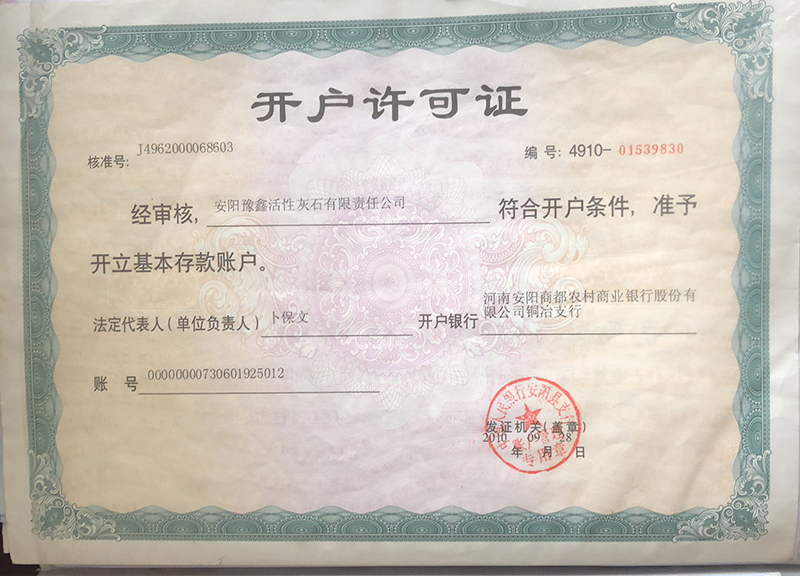 开户许可证
核准号: J4962000068603
编号: 4910-01539830
经审核, 安阳豫鑫活性灰石有限责任公司 符合开户条件, 准予
开立基本存款账户。
法定代表人(单位负责人) 卜保文 开户银行 河南安阳商都农村商业银行股份有
限公司铜冶支行
账 号 00000000730601925012
发证机关(盖章)
2010 年 09 月 28 日